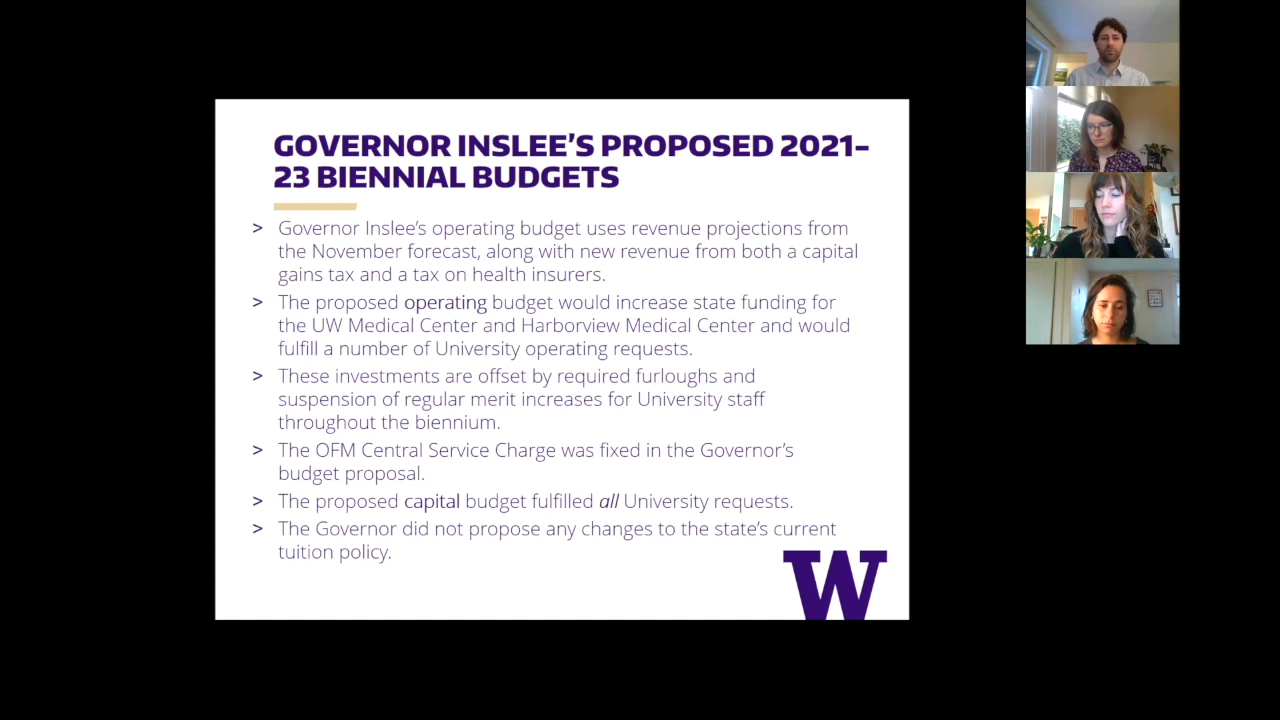 GOVERNOR INSLEE'S PROPOSED 2021–
23 BIENNIAL BUDGETS
> Governor Inslee's operating budget uses revenue projections from
the November forecast, along with new revenue from both a capital
gains tax and a tax on health insurers.
> The proposed operating budget would increase state funding for
the UW Medical Center and Harborview Medical Center and would
fulfill a number of University operating requests.
> These investments are offset by required furloughs and
suspension of regular merit increases for University staff
throughout the biennium.
> The OFM Central Service Charge was fixed in the Governor's
budget proposal.
> The proposed capital budget fulfilled all University requests.
> The Governor did not propose any changes to the state's current
tuition policy.
W